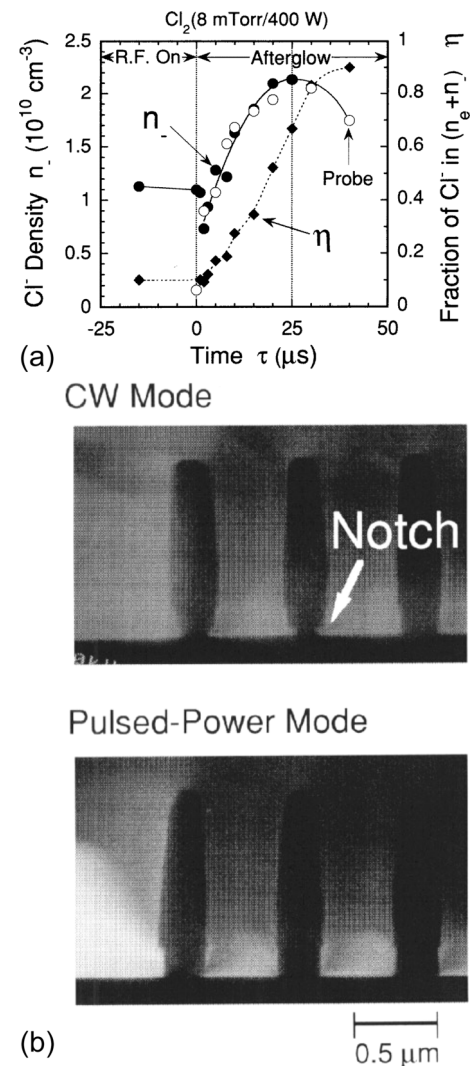 Cl₂(8 mTorr/400 W)
R.F. On
Afterglow
Cl⁻ Density n₋ (10¹⁰ cm⁻³)
2.5
2
1.5
1
0.5
0
n₋
η
Probe
Fraction of Cl⁻ in (nₑ+n₋) η
1
0.8
0.6
0.4
0.2
0
-25
0
25
50
Time τ (μs)
(a)
CW Mode
Notch
Pulsed-Power Mode
(b)
0.5 μm